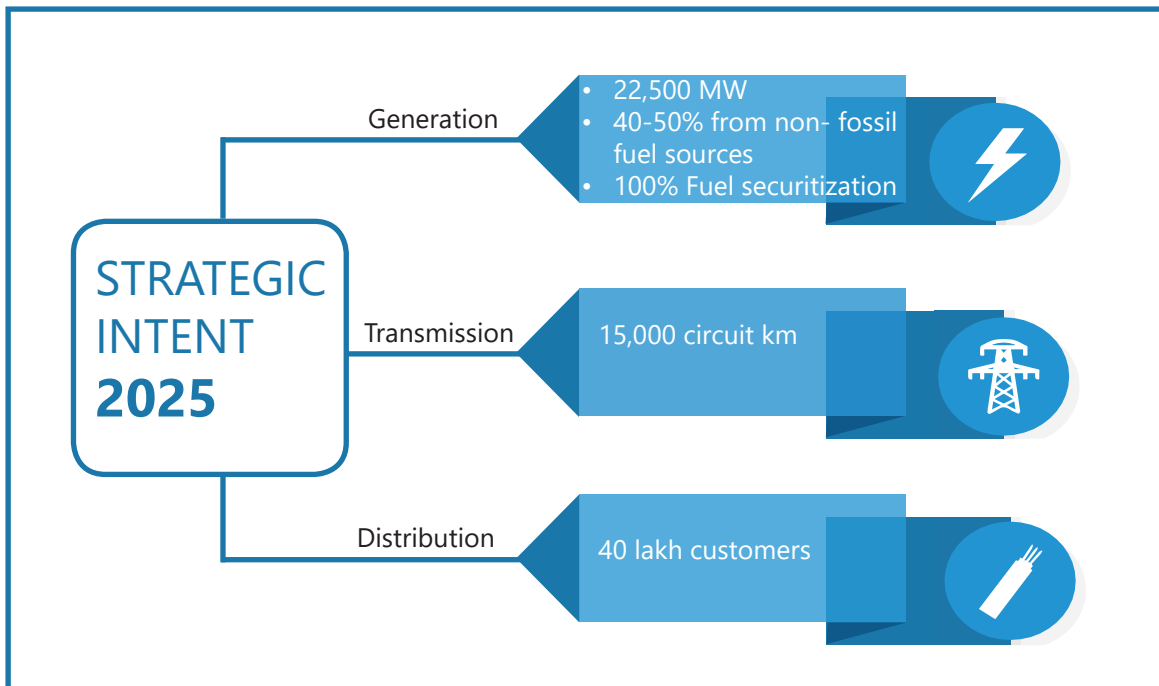 STRATEGIC
INTENT
2025
Generation
• 22,500 MW
• 40-50% from non- fossil
fuel sources
• 100% Fuel securitization
Transmission
15,000 circuit km
Distribution
40 lakh customers